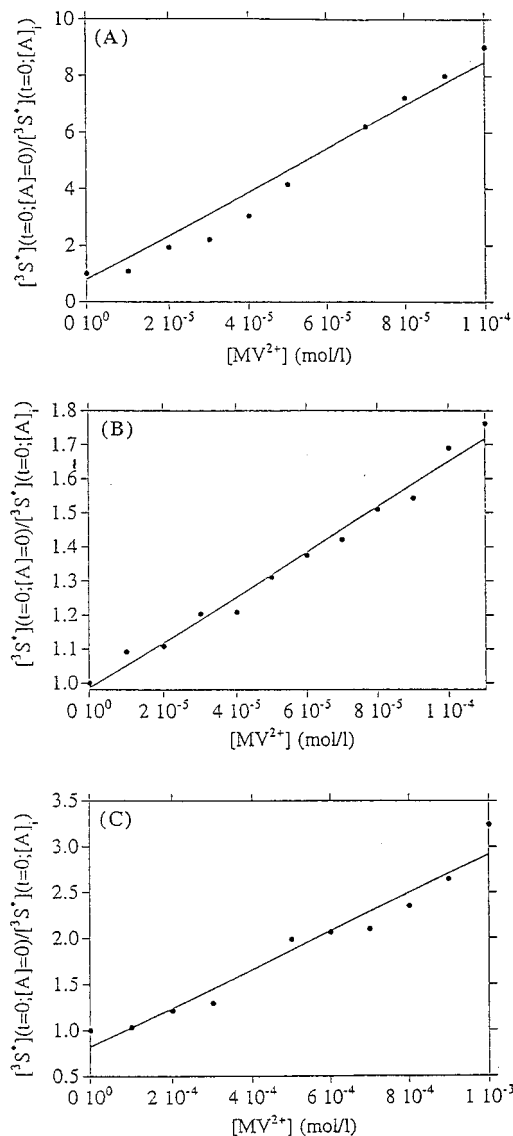 (A)
[³S*](t=0;[A]=0)/[³S*](t=0;[A]ᵢ)
10
8
6
4
2
0
0 10⁰ 2 10⁻⁵ 4 10⁻⁵ 6 10⁻⁵ 8 10⁻⁵ 1 10⁻⁴
[MV²⁺] (mol/l)
(B)
[³S*](t=0;[A]=0)/[³S*](t=0;[A]ᵢ)
1.8
1.7
1.6
1.5
1.4
1.3
1.2
1.1
1.0
0 10⁰ 2 10⁻⁵ 4 10⁻⁵ 6 10⁻⁵ 8 10⁻⁵ 1 10⁻⁴
[MV²⁺] (mol/l)
(C)
[³S*](t=0;[A]=0)/[³S*](t=0;[A]ᵢ)
3.5
3.0
2.5
2.0
1.5
1.0
0.5
0 10⁰ 2 10⁻⁴ 4 10⁻⁴ 6 10⁻⁴ 8 10⁻⁴ 1 10⁻³
[MV²⁺] (mol/l)